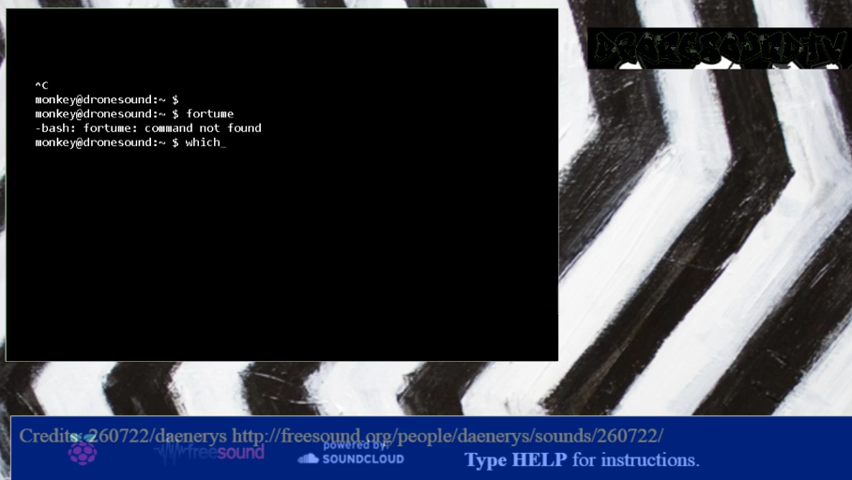 ^C
monkey@dronesound:~ $
monkey@dronesound:~ $ fortume
-bash: fortume: command not found
monkey@dronesound:~ $ which_
DRONESOUNDTV
Credits: 260722/daenerys http://freesound.org/people/daenerys/sounds/260722/
freesound
powered by:
SOUNDCLOUD
Type HELP for instructions.